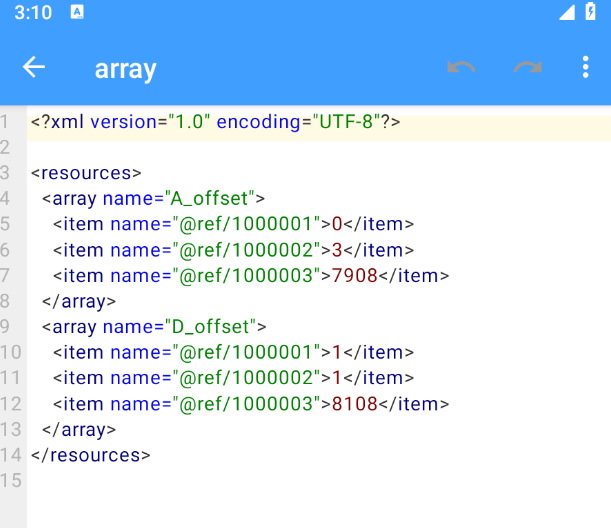 3:10 A
array
1 <?xml version="1.0" encoding="UTF-8"?>
2
3 <resources>
4 <array name="A_offset">
5 <item name="@ref/1000001">0</item>
6 <item name="@ref/1000002">3</item>
7 <item name="@ref/1000003">7908</item>
8 </array>
9 <array name="D_offset">
10 <item name="@ref/1000001">1</item>
11 <item name="@ref/1000002">1</item>
12 <item name="@ref/1000003">8108</item>
13 </array>
14 </resources>
15